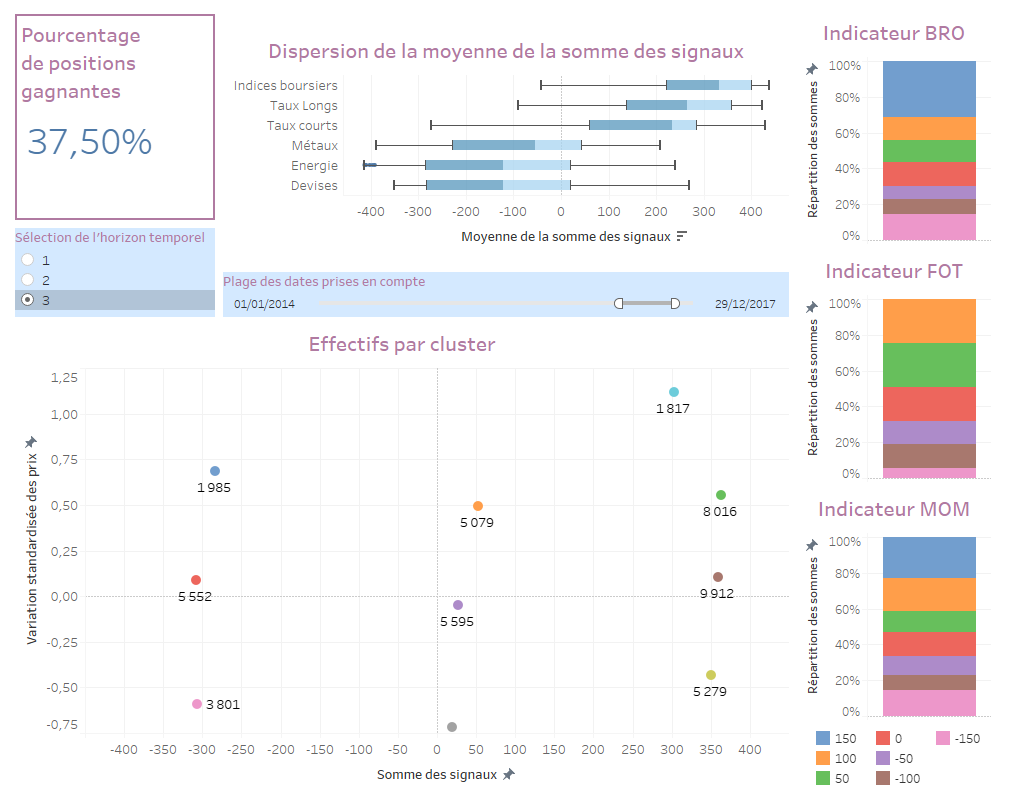 Pourcentage
de positions
gagnantes
37,50%
Sélection de l'horizon temporel
1
2
3
Dispersion de la moyenne de la somme des signaux
Indices boursiers
Taux Longs
Taux courts
Métaux
Energie
Devises
-400 -300 -200 -100 0 100 200 300 400
Moyenne de la somme des signaux
Plage des dates prises en compte
01/01/2014 29/12/2017
Effectifs par cluster
Variation standardisée des prix
1,25
1,00
0,75
0,50
0,25
0,00
-0,25
-0,50
-0,75
1 817
1 985
8 016
5 079
5 552
9 912
5 595
5 279
3 801
-400 -350 -300 -250 -200 -150 -100 -50 0 50 100 150 200 250 300 350 400
Somme des signaux
Indicateur BRO
Répartition des sommes
100%
80%
60%
40%
20%
0%
Indicateur FOT
Répartition des sommes
100%
80%
60%
40%
20%
0%
Indicateur MOM
Répartition des sommes
100%
80%
60%
40%
20%
0%
150 0 -150
100 -50
50 -100